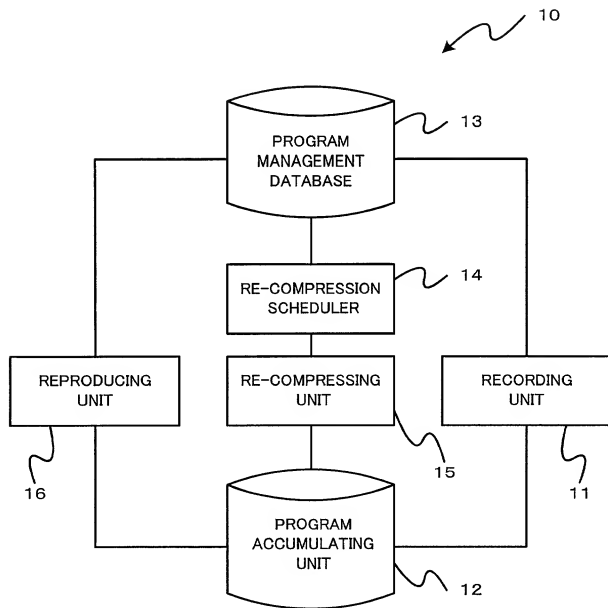 10
PROGRAM
MANAGEMENT
DATABASE
13
RE-COMPRESSION
SCHEDULER
14
REPRODUCING
UNIT
16
RE-COMPRESSING
UNIT
15
RECORDING
UNIT
11
PROGRAM
ACCUMULATING
UNIT
12